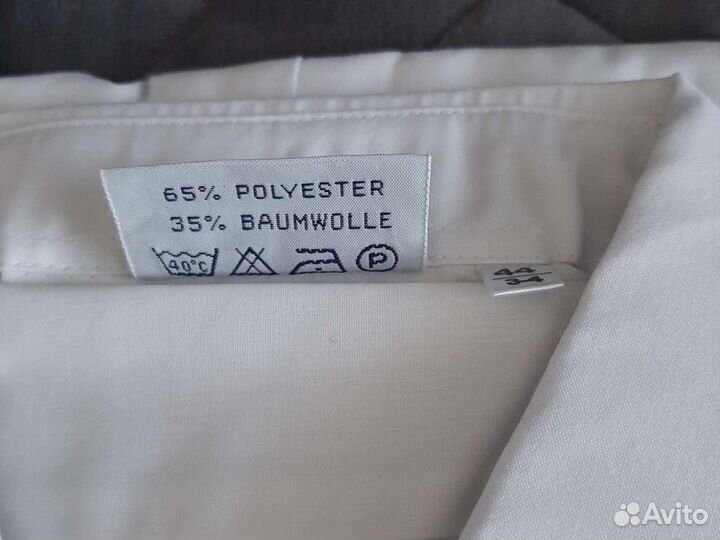 65% POLYESTER
35% BAUMWOLLE
40°C P
44
34
Avito